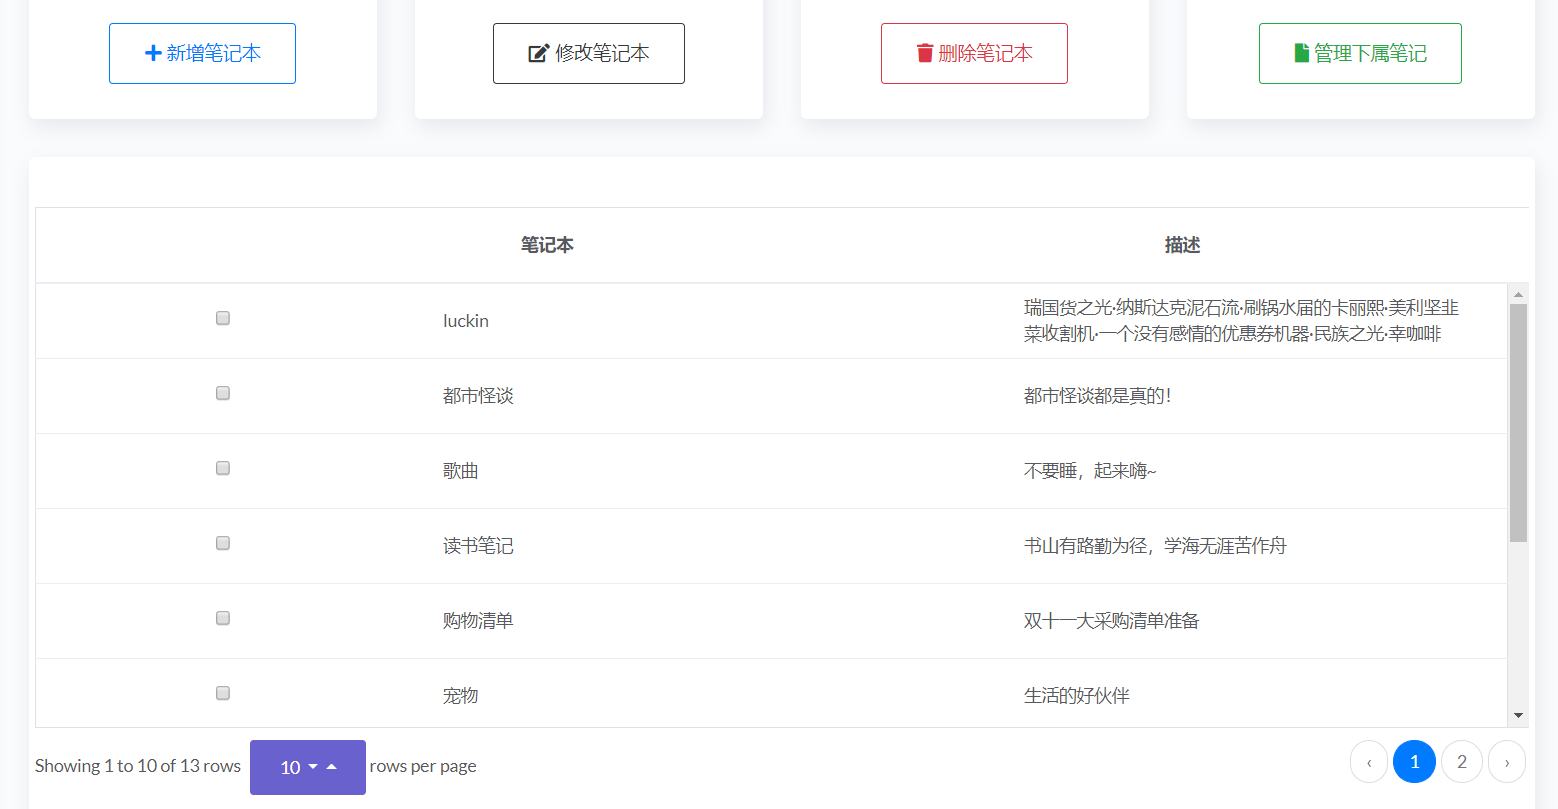 新增笔记本
修改笔记本
删除笔记本
管理下属笔记
笔记本 描述
luckin 瑞国货之光·纳斯达克泥石流·刷锅水届的卡丽熙·美利坚韭
菜收割机·一个没有感情的优惠券机器·民族之光·幸咖啡
都市怪谈 都市怪谈都是真的!
歌曲 不要睡，起来嗨~
读书笔记 书山有路勤为径，学海无涯苦作舟
购物清单 双十一大采购清单准备
宠物 生活的好伙伴
Showing 1 to 10 of 13 rows 10 rows per page ‹ 1 2 ›